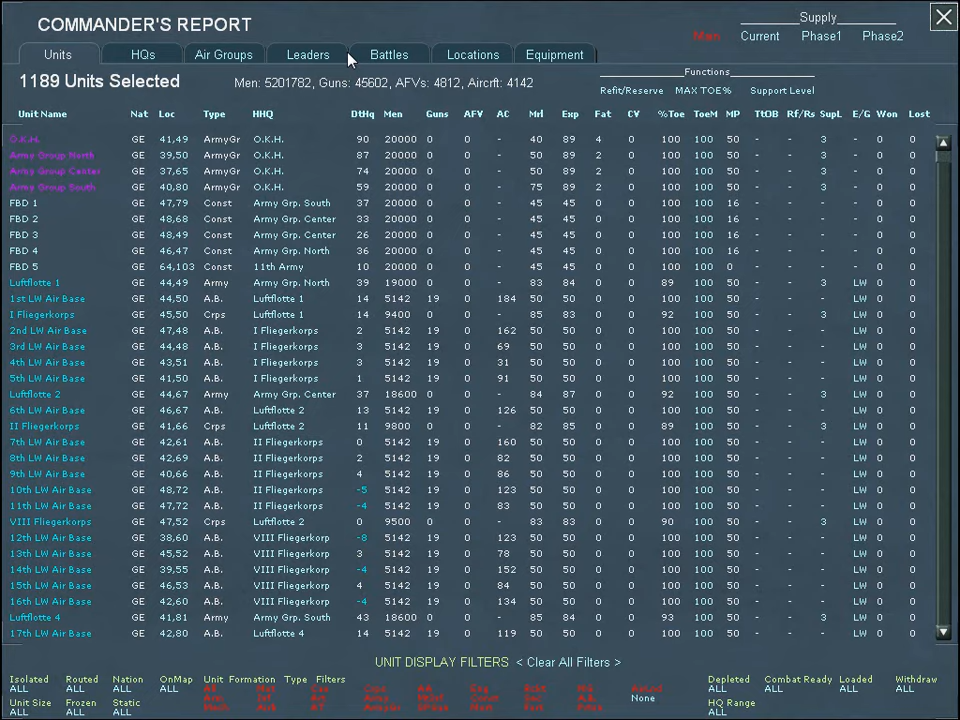 COMMANDER'S REPORT
Supply
Men Current Phase1 Phase2
Units HQs Air Groups Leaders Battles Locations Equipment
1189 Units Selected Men: 5201782, Guns: 45602, AFVs: 4812, Aircrft: 4142
Functions
Refit/Reserve MAX TOE% Support Level
Unit Name Nat Loc Type HHQ DtHq Men Guns AFV AC Mrl Exp Fat CV %Toe ToeM MP TtOB Rf/Rs SupL E/G Won Lost
O.K.H. GE 41,49 ArmyGr O.K.H. 90 400 0 0 - 40 89 4 0 100 100 50 - - 3 0 0
Army Group North GE 39,50 ArmyGr O.K.H. 87 400 0 0 - 50 89 2 0 100 100 50 - - 3 0 0
Army Group Center GE 37,65 ArmyGr O.K.H. 74 400 0 0 - 50 89 2 0 100 100 50 - - 3 0 0
Army Group South GE 40,80 ArmyGr O.K.H. 59 400 0 0 - 75 89 2 0 100 100 50 - - 3 0 0
FBD 1 GE 47,79 Const Army Grp. South 37 20000 0 0 - 45 45 0 0 100 100 16 - - - 0 0
FBD 2 GE 48,68 Const Army Grp. Center 33 20000 0 0 - 45 45 0 0 100 100 16 - - - 0 0
FBD 3 GE 48,49 Const Army Grp. Center 26 20000 0 0 - 45 45 0 0 100 100 16 - - - 0 0
FBD 4 GE 46,47 Const Army Grp. North 36 20000 0 0 - 45 45 0 0 100 100 16 - - - 0 0
FBD 5 GE 64,103 Const 11th Army 10 20000 0 0 - 45 45 0 0 100 100 0 - - - 0 0
Luftflotte 1 GE 44,49 Army Army Grp. North 39 19000 0 0 - 83 84 0 0 89 100 50 - - 3 LW 0 0
1st LW Air Base GE 44,50 A.B. Luftflotte 1 14 5142 19 0 184 50 50 0 0 100 100 50 - - - LW 0 0
I Fliegerkorps GE 45,50 Crps Luftflotte 1 14 9400 0 0 - 85 83 0 0 92 100 50 - - 3 LW 0 0
2nd LW Air Base GE 47,48 A.B. I Fliegerkorps 2 5142 19 0 162 50 50 0 0 100 100 50 - - - LW 0 0
3rd LW Air Base GE 44,48 A.B. I Fliegerkorps 3 5142 19 0 69 50 50 0 0 100 100 50 - - - LW 0 0
4th LW Air Base GE 43,51 A.B. I Fliegerkorps 3 5142 19 0 31 50 50 0 0 100 100 50 - - - LW 0 0
5th LW Air Base GE 41,50 A.B. I Fliegerkorps 1 5142 19 0 91 50 50 0 0 100 100 50 - - - LW 0 0
Luftflotte 2 GE 44,67 Army Army Grp. Center 37 18600 0 0 - 84 87 0 0 92 100 50 - - 3 LW 0 0
6th LW Air Base GE 46,67 A.B. Luftflotte 2 13 5142 19 0 126 50 50 0 0 100 100 50 - - - LW 0 0
II Fliegerkorps GE 41,66 Crps Luftflotte 2 11 9800 0 0 - 82 85 0 0 89 100 50 - - 3 LW 0 0
7th LW Air Base GE 42,61 A.B. II Fliegerkorps 0 5142 19 0 160 50 50 0 0 100 100 50 - - - LW 0 0
8th LW Air Base GE 42,69 A.B. II Fliegerkorps 2 5142 19 0 82 50 50 0 0 100 100 50 - - - LW 0 0
9th LW Air Base GE 40,66 A.B. II Fliegerkorps 4 5142 19 0 86 50 50 0 0 100 100 50 - - - LW 0 0
10th LW Air Base GE 48,72 A.B. II Fliegerkorps -5 5142 19 0 123 50 50 0 0 100 100 50 - - - LW 0 0
11th LW Air Base GE 47,72 A.B. II Fliegerkorps -4 5142 19 0 83 50 50 0 0 100 100 50 - - - LW 0 0
VIII Fliegerkorps GE 47,52 Crps Luftflotte 2 0 9500 0 0 - 83 83 0 0 90 100 50 - - 3 LW 0 0
12th LW Air Base GE 38,60 A.B. VIII Fliegerkorp -8 5142 19 0 123 50 50 0 0 100 100 50 - - - LW 0 0
13th LW Air Base GE 45,52 A.B. VIII Fliegerkorp 3 5142 19 0 78 50 50 0 0 100 100 50 - - - LW 0 0
14th LW Air Base GE 39,55 A.B. VIII Fliegerkorp -4 5142 19 0 152 50 50 0 0 100 100 50 - - - LW 0 0
15th LW Air Base GE 46,53 A.B. VIII Fliegerkorp 4 5142 19 0 84 50 50 0 0 100 100 50 - - - LW 0 0
16th LW Air Base GE 42,60 A.B. VIII Fliegerkorp -4 5142 19 0 134 50 50 0 0 100 100 50 - - - LW 0 0
Luftflotte 4 GE 41,81 Army Army Grp. South 43 18600 0 0 - 85 84 0 0 93 100 50 - - 3 LW 0 0
17th LW Air Base GE 42,80 A.B. Luftflotte 4 14 5142 19 0 119 50 50 0 0 100 100 50 - - - LW 0 0
UNIT DISPLAY FILTERS < Clear All Filters >
Isolated Routed Nation OnMap Unit Formation Type Filters Depleted Combat Ready Loaded Withdraw
ALL ALL ALL ALL ALL ALL ALL ALL
None
Unit Size Frozen Static HQ Range
ALL ALL ALL ALL